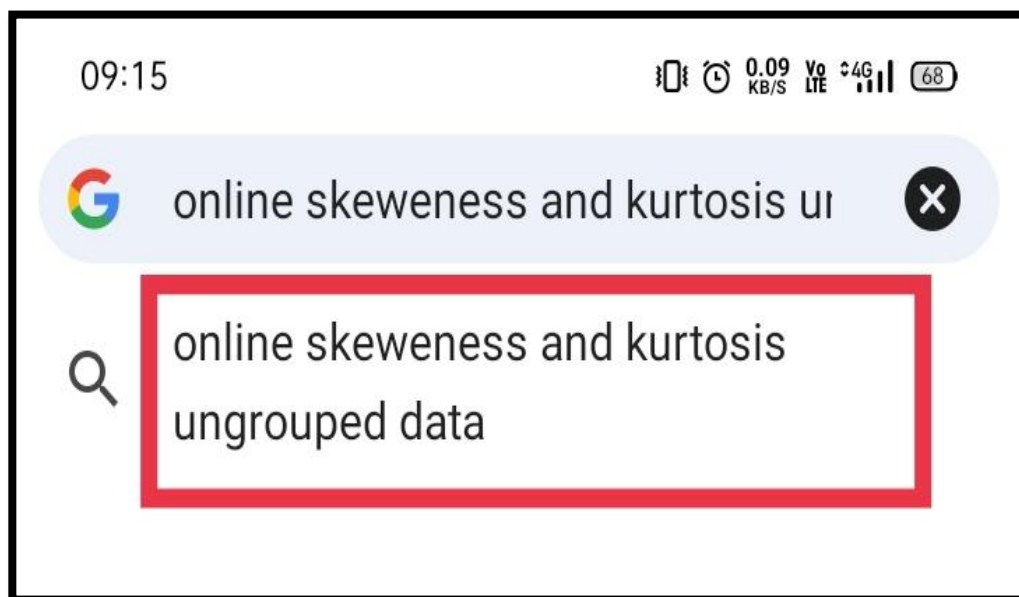 09:15
0.09
KB/S
Vo
LTE
4G
68
online skeweness and kurtosis ur
online skeweness and kurtosis
ungrouped data